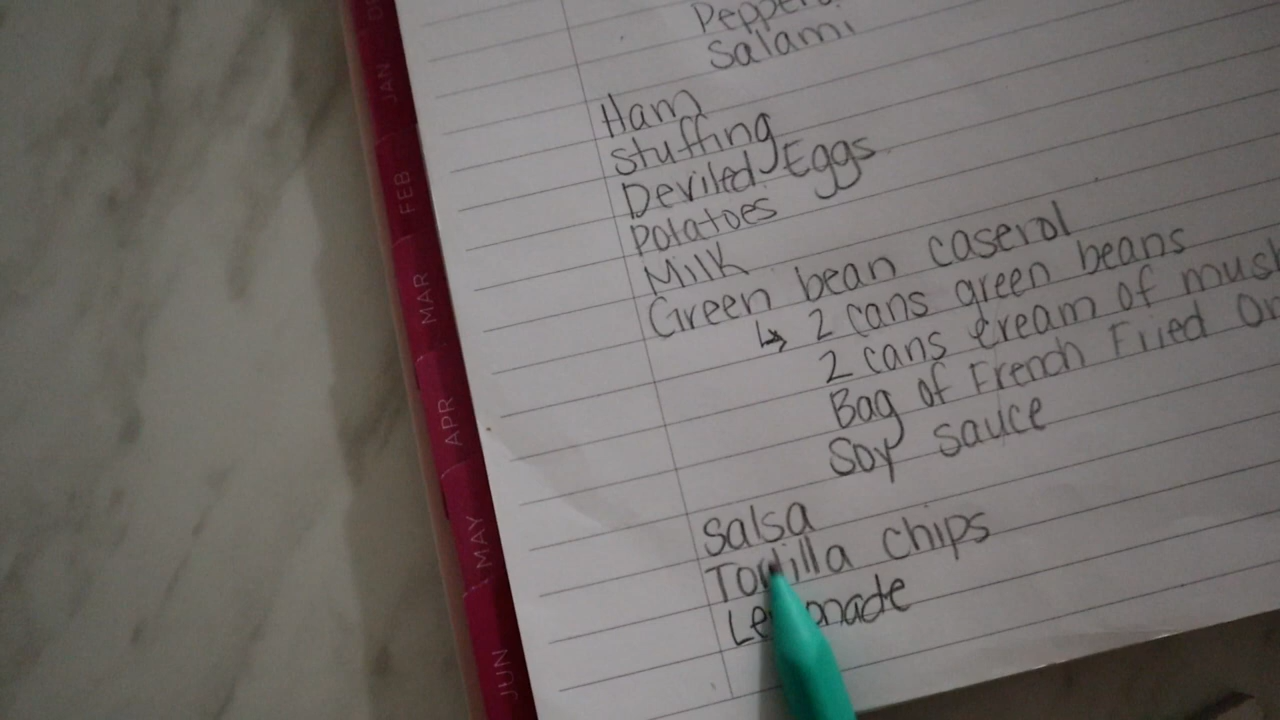 Salami
Ham
Stuffing
Deviled Eggs
Potatoes
Milk
Green bean caserol
↳ 2 cans green beans
2 cans cream of
Bag of French Fried
Soy sauce
Salsa
Tortilla chips
Lemonade
JAN
FEB
MAR
APR
MAY
JUN